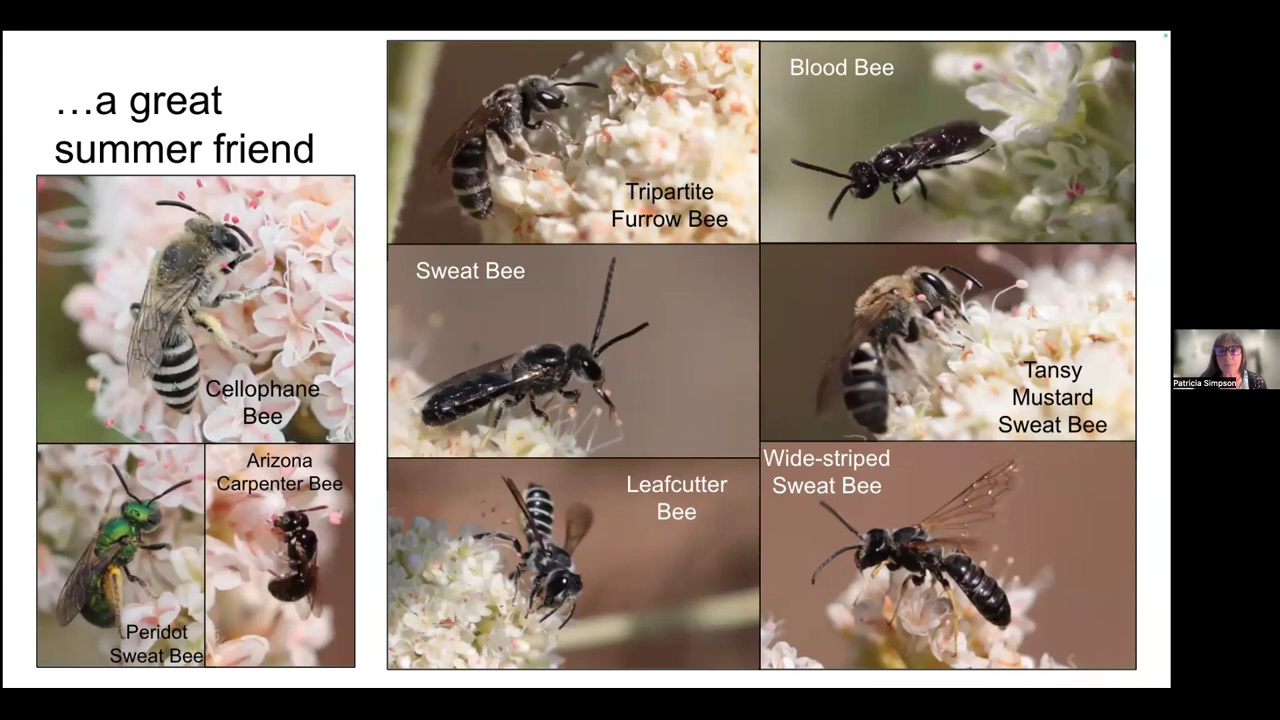 …a great
summer friend
Cellophane
Bee
Peridot
Sweat Bee
Arizona
Carpenter Bee
Tripartite
Furrow Bee
Blood Bee
Sweat Bee
Tansy
Mustard
Sweat Bee
Leafcutter
Bee
Wide-striped
Sweat Bee
Patricia Simpson